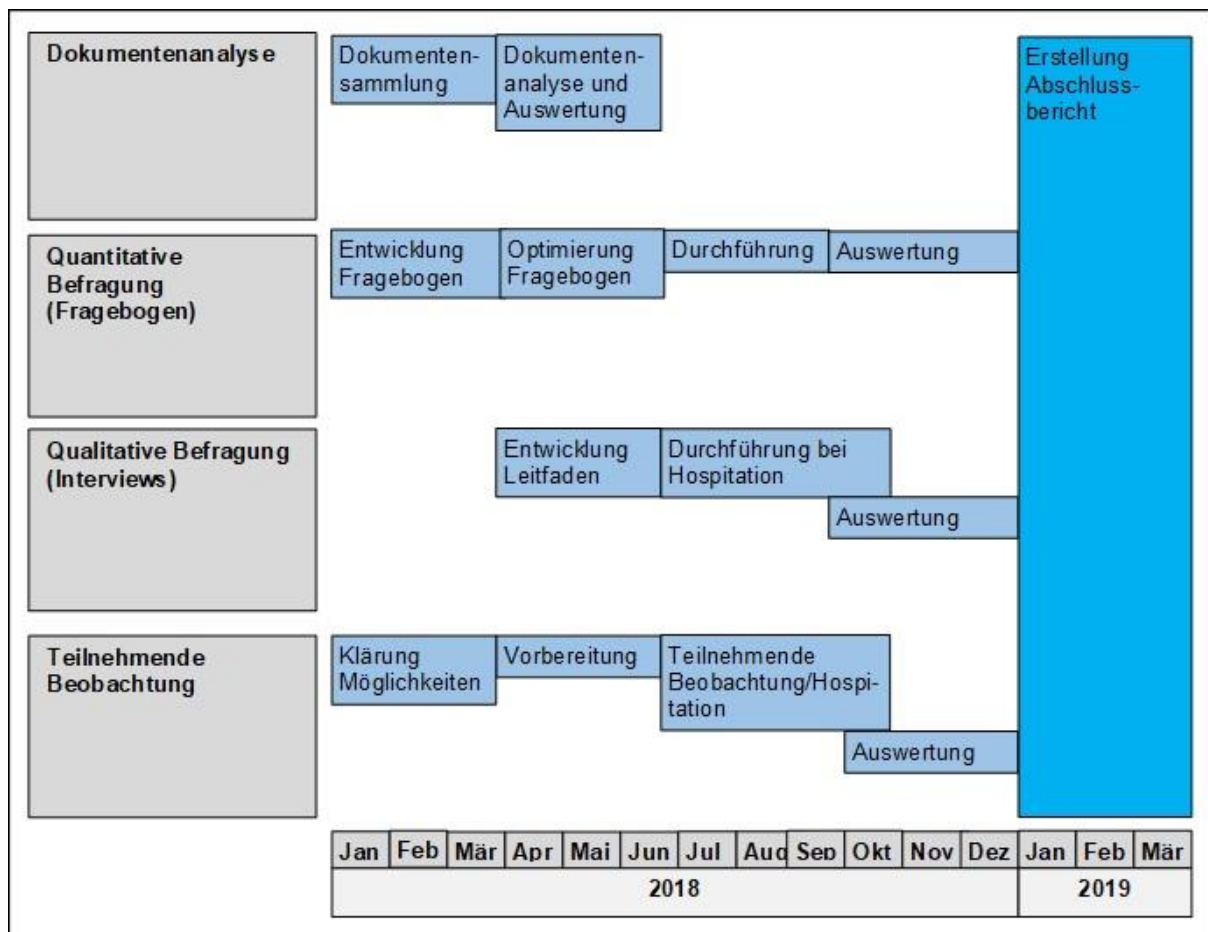 Dokumentenanalyse
Dokumenten-
sammlung
Dokumenten-
analyse und
Auswertung
Erstellung
Abschluss-
bericht
Quantitative
Befragung
(Fragebogen)
Entwicklung
Fragebogen
Optimierung
Fragebogen
Durchführung
Auswertung
Qualitative Befragung
(Interviews)
Entwicklung
Leitfaden
Durchführung bei
Hospitation
Auswertung
Teilnehmende
Beobachtung
Klärung
Möglichkeiten
Vorbereitung
Teilnehmende
Beobachtung/Hospi-
tation
Auswertung
Jan Feb Mär Apr Mai Jun Jul Aug Sep Okt Nov Dez Jan Feb Mär
2018 2019